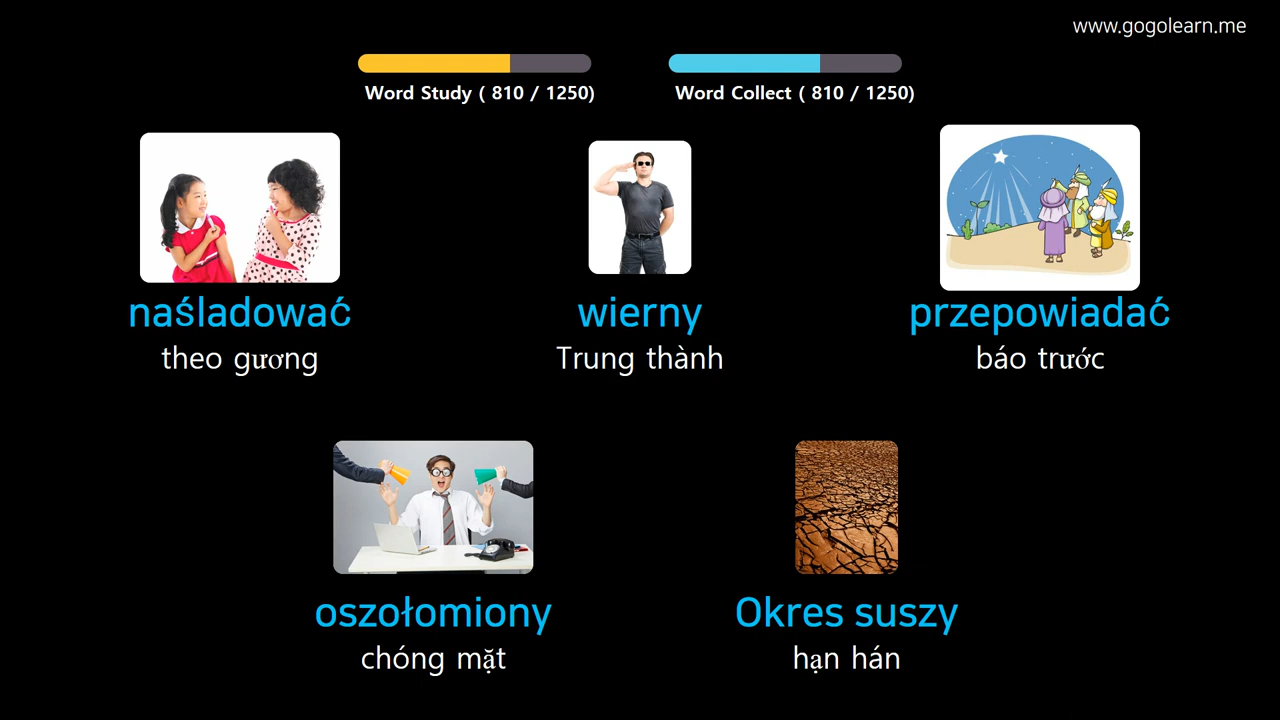 www.gogolearn.me
Word Study ( 810 / 1250)
Word Collect ( 810 / 1250)
naśladować
theo gương
wierny
Trung thành
przepowiadać
báo trước
oszołomiony
chóng mặt
Okres suszy
hạn hán